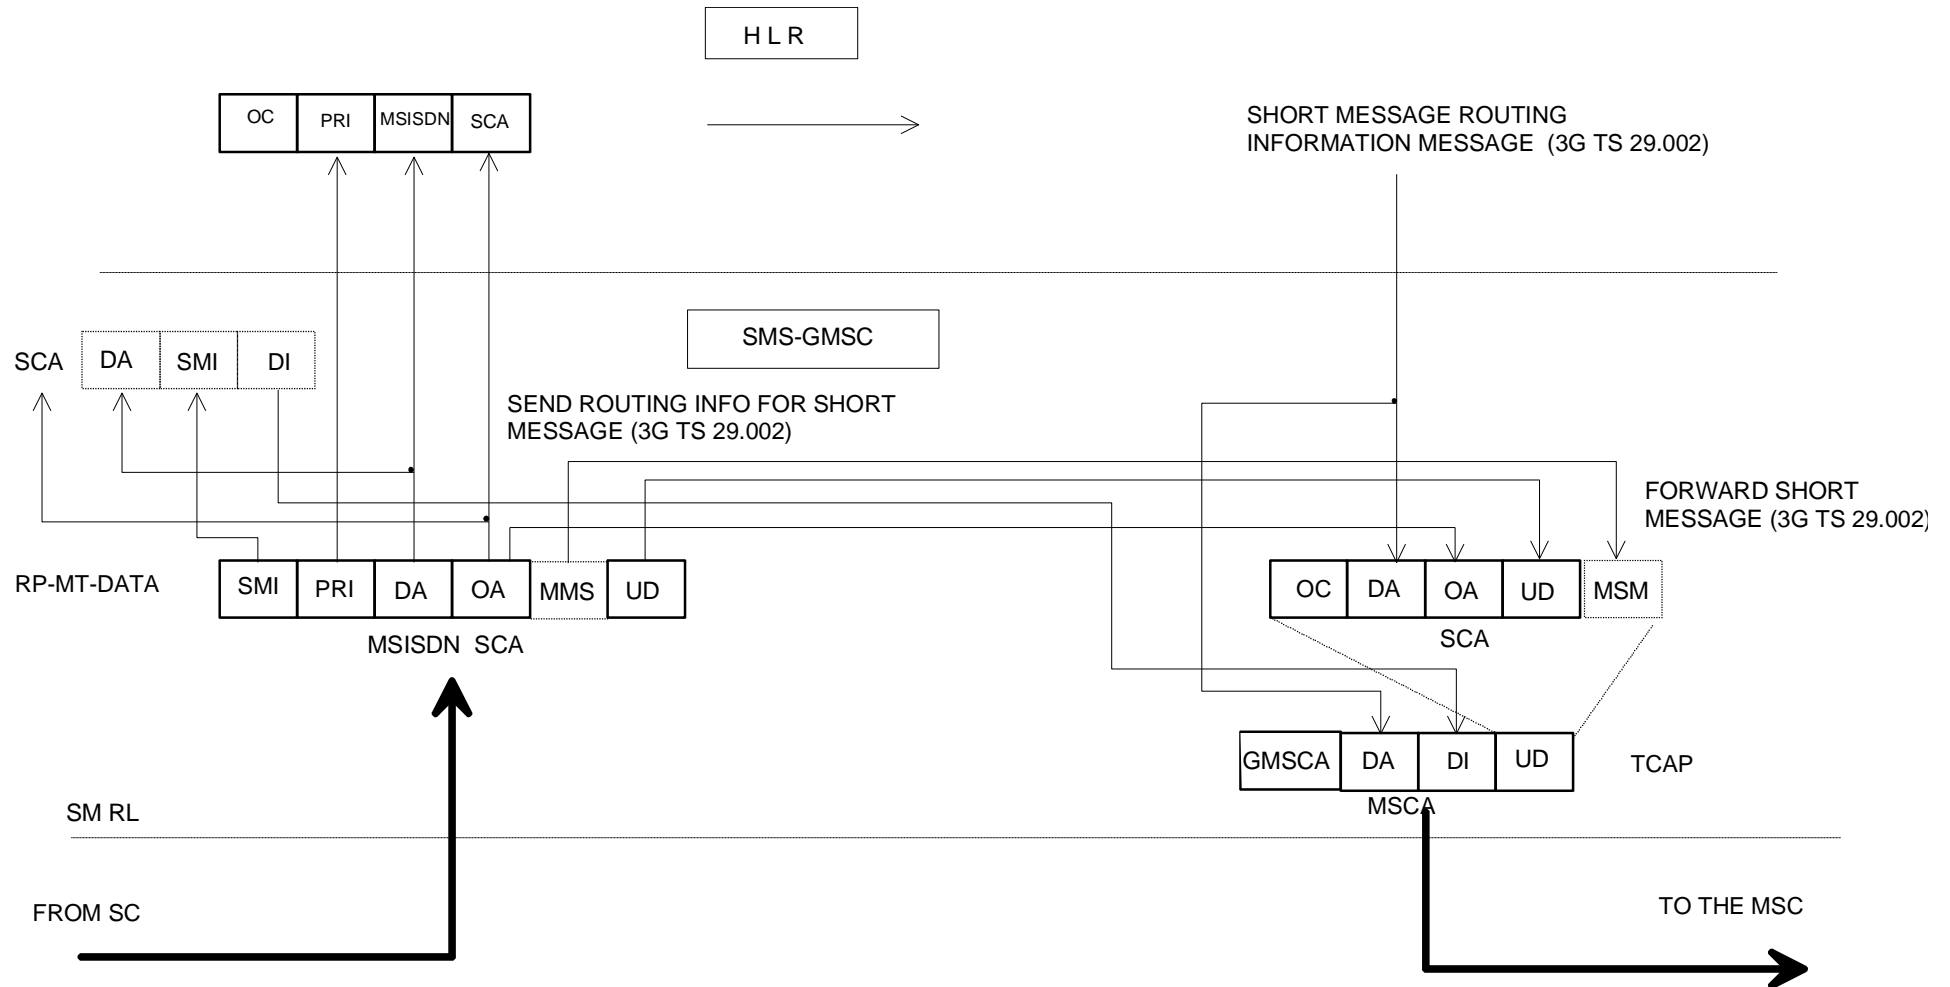 H L R
OC PRI MSISDN SCA
SHORT MESSAGE ROUTING
INFORMATION MESSAGE (3G TS 29.002)
SMS-GMSC
SCA DA SMI DI
SEND ROUTING INFO FOR SHORT
MESSAGE (3G TS 29.002)
FORWARD SHORT
MESSAGE (3G TS 29.002)
RP-MT-DATA SMI PRI DA OA MMS UD
OC DA OA UD MSM
MSISDN SCA
SCA
GMSCA DA DI UD TCAP
MSCA
SM RL
FROM SC
TO THE MSC